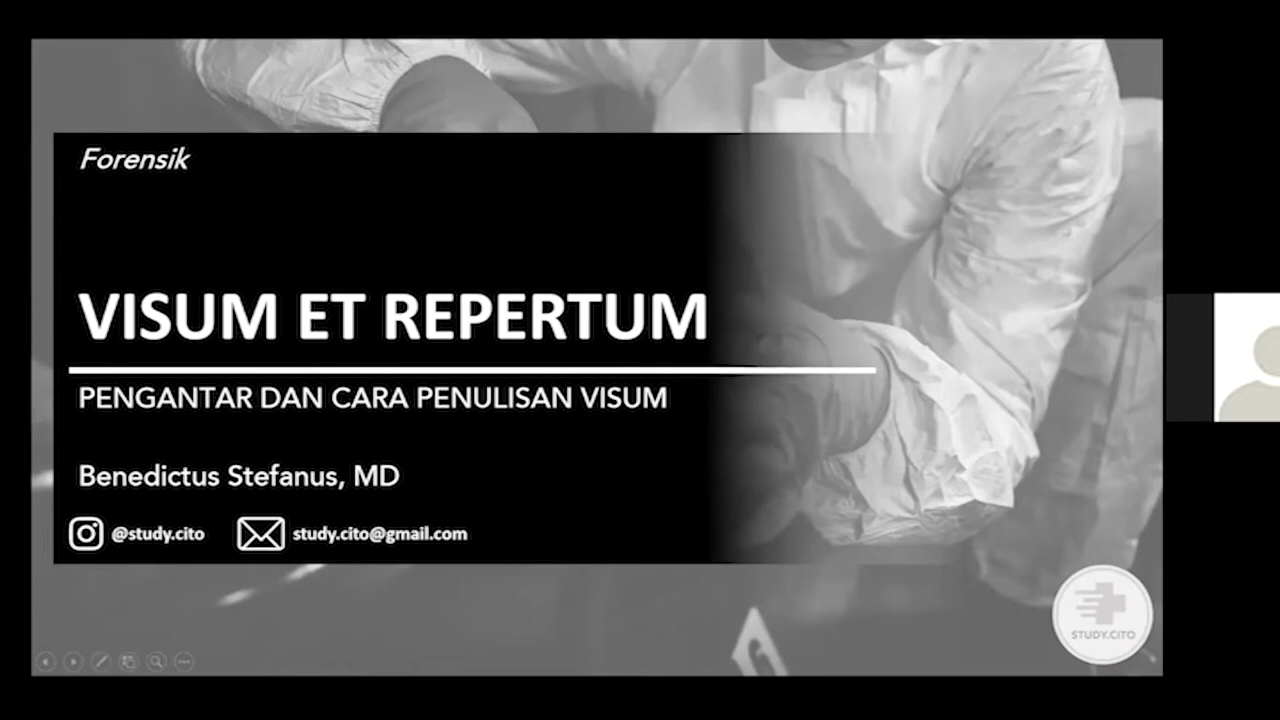 Forensik
VISUM ET REPERTUM
PENGANTAR DAN CARA PENULISAN VISUM
Benedictus Stefanus, MD
@study.cito study.cito@gmail.com
STUDY.CITO